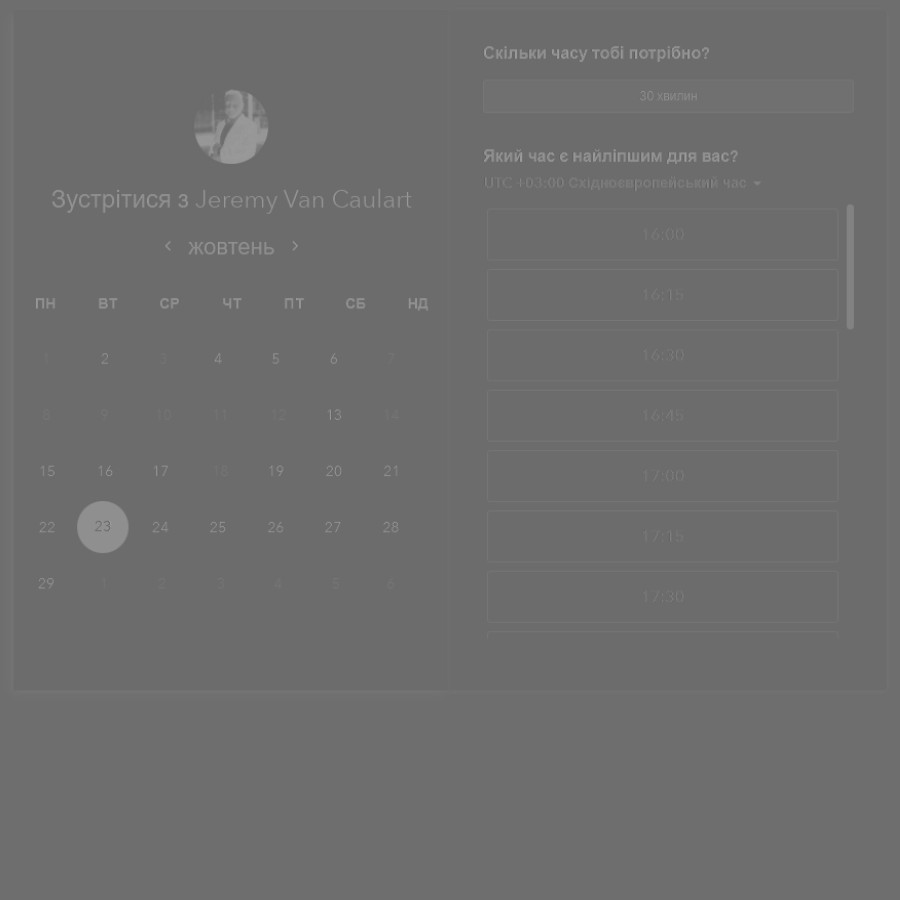 Зустрітися з Jeremy Van Caulart
жовтень
ПН ВТ СР ЧТ ПТ СБ НД
1 2 3 4 5 6 7
8 9 10 11 12 13 14
15 16 17 18 19 20 21
22 23 24 25 26 27 28
29 1 2 3 4 5 6
Скільки часу тобі потрібно?
30 хвилин
Який час є найліпшим для вас?
UTC +03:00 Східноєвропейський час
16:00
16:15
16:30
16:45
17:00
17:15
17:30